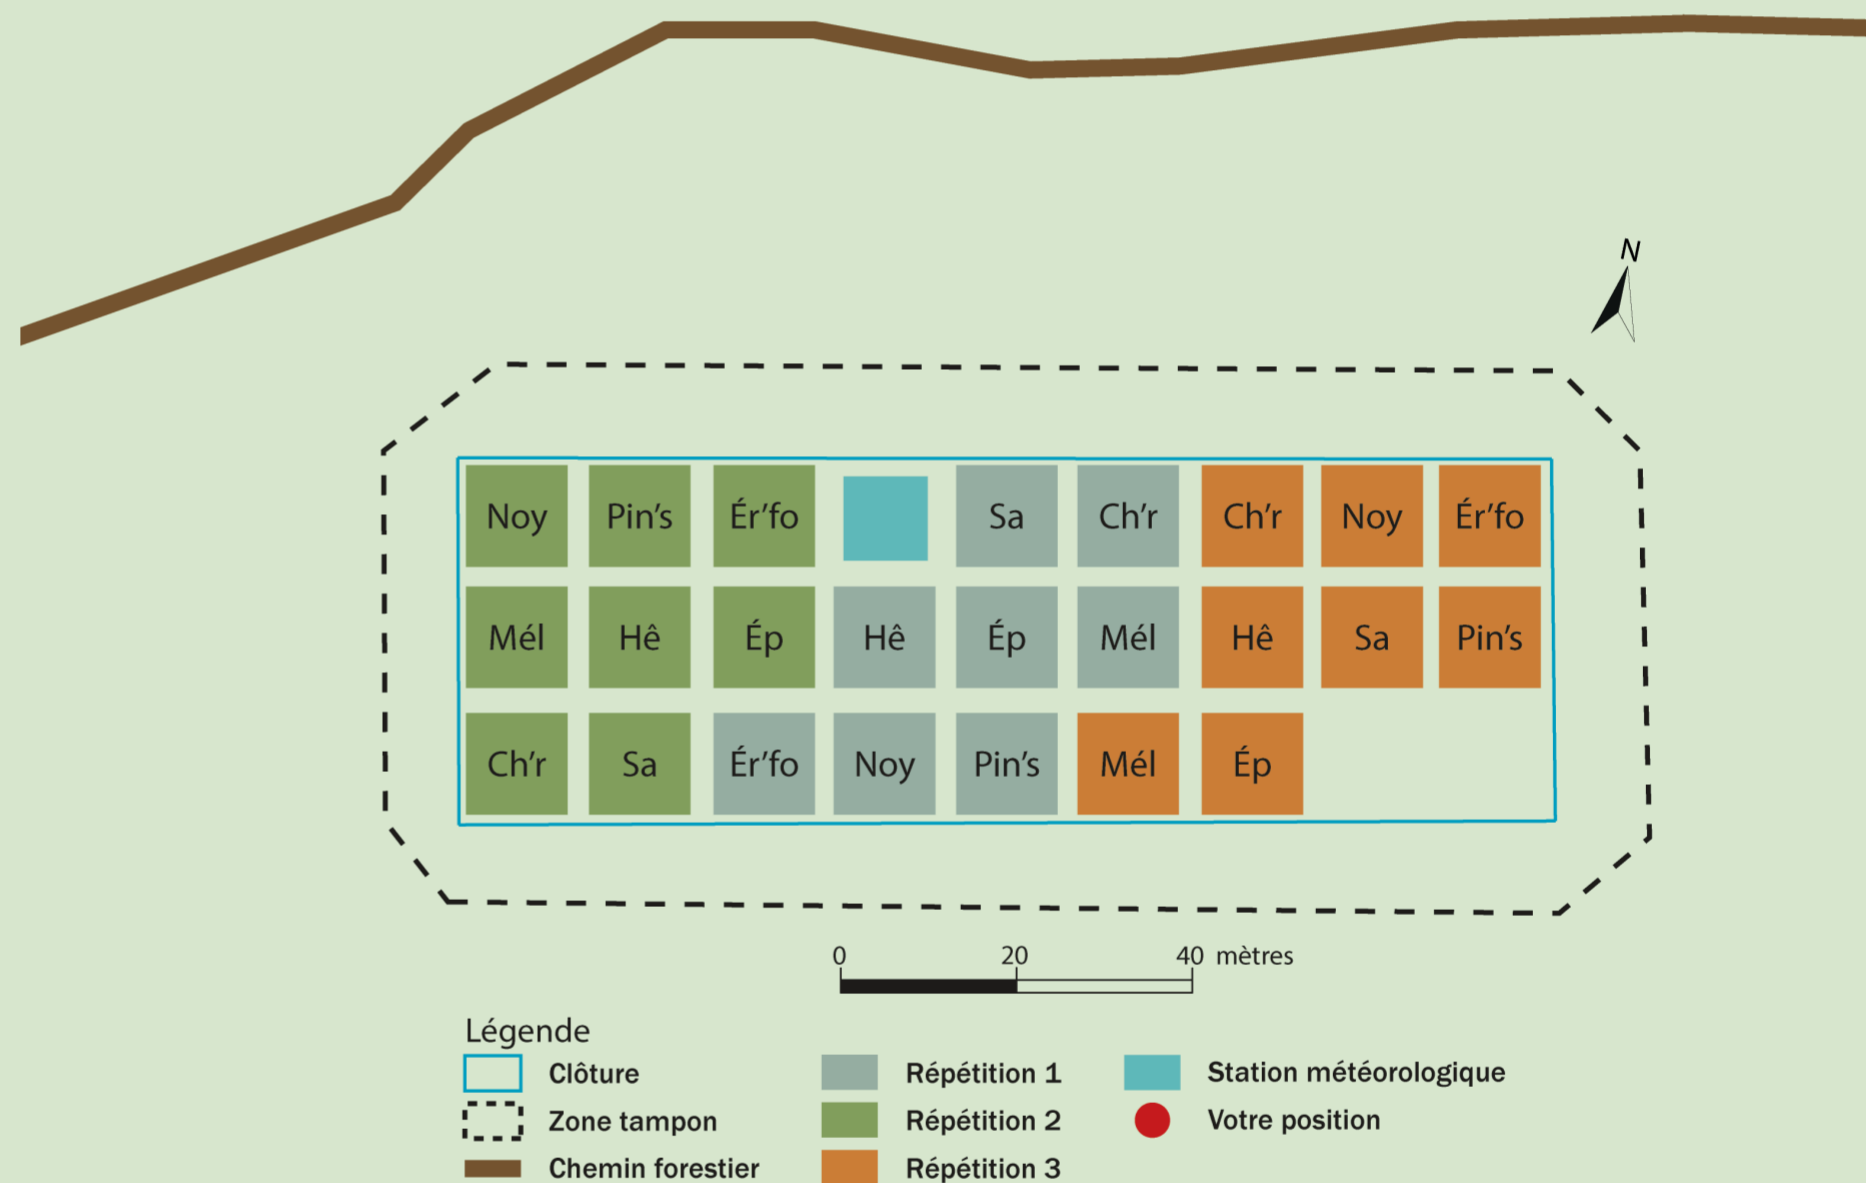 N
Noy Pin's Ér'fo Sa Ch'r Ch'r Noy Ér'fo
Mél Hê Ép Hê Ép Mél Hê Sa Pin's
Ch'r Sa Ér'fo Noy Pin's Mél Ép
0 20 40 mètres
Légende
Clôture Répétition 1 Station météorologique
Zone tampon Répétition 2 Votre position
Chemin forestier Répétition 3